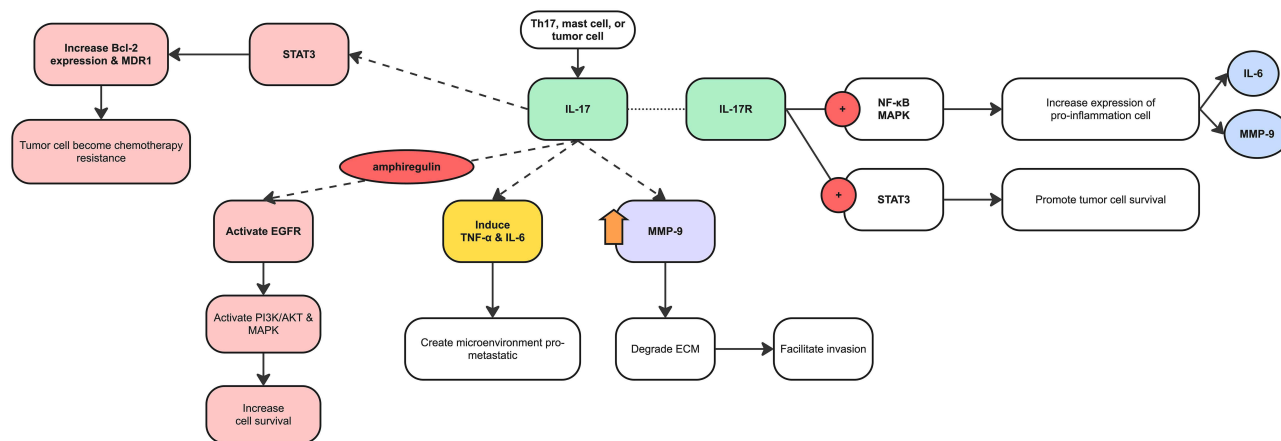 Th17, mast cell, or
tumor cell
Increase Bcl-2
expression & MDR1
STAT3
IL-17
IL-17R
+
NF-κB
MAPK
Increase expression of
pro-inflammation cell
IL-6
MMP-9
Tumor cell become chemotherapy
resistance
amphiregulin
+
STAT3
Promote tumor cell survival
Activate EGFR
Induce
TNF-α & IL-6
MMP-9
Activate PI3K/AKT &
MAPK
Create microenvironment pro-
metastatic
Degrade ECM
Facilitate invasion
Increase
cell survival